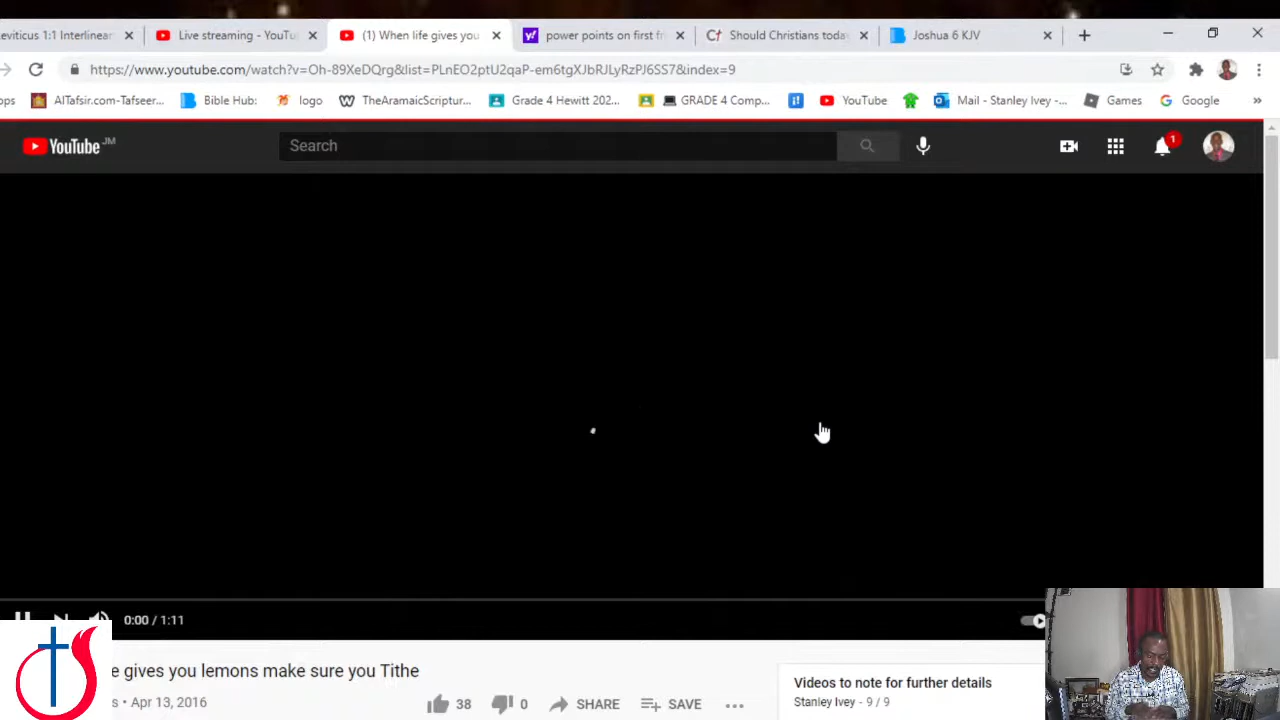 eviticus 1:1 Interlinear
Live streaming - YouTu
(1) When life gives you
power points on first fr
Should Christians today
Joshua 6 KJV
https://www.youtube.com/watch?v=Oh-89XeDQrg&list=PLnEO2ptU2qaP-em6tgXJbRJLyRzPJ6SS7&index=9
ops
AlTafsir.com-Tafseer...
Bible Hub:
logo
TheAramaicScriptur...
Grade 4 Hewitt 202...
GRADE 4 Comp...
YouTube
Mail - Stanley Ivey -...
Games
Google
»
YouTube JM
Search
1
0:00 / 1:11
e gives you lemons make sure you Tithe
s • Apr 13, 2016
38
0
SHARE
SAVE
...
Videos to note for further details
Stanley Ivey - 9 / 9